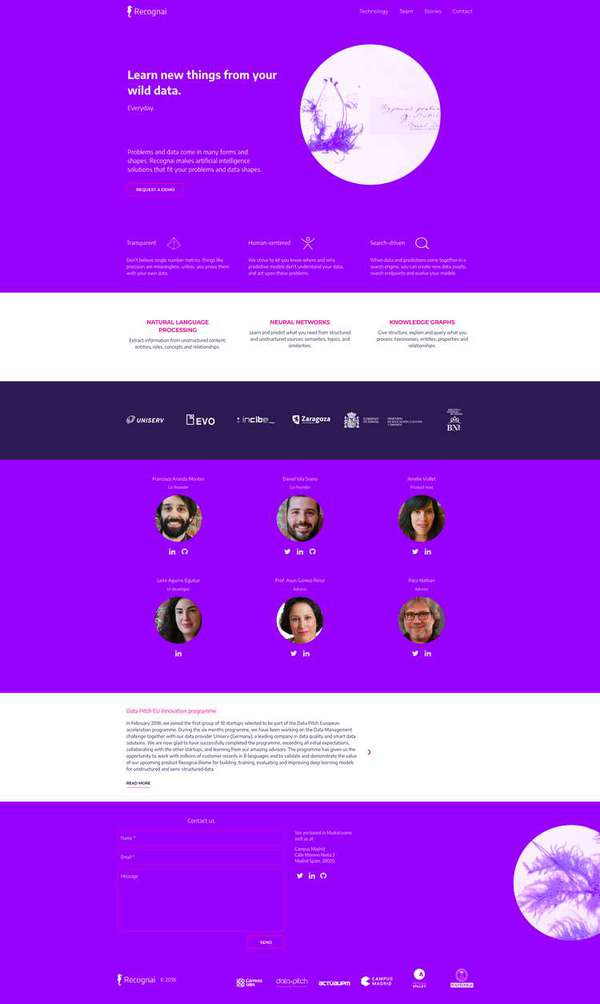 Recognai
Technology Team Stories Contact
Learn new things from your
wild data.
Everyday.
Problems and data come in many forms and
shapes. Recognai makes artificial intelligence
solutions that fit your problems and data shapes.
REQUEST A DEMO
Transparent
Don't believe single number metrics, things like
precision are meaningless, unless, you prove them
with your own data.
Human-centered
We strive to let you know where and why
predictive models don't understand your data,
and act upon these problems.
Search-driven
When data and predictions come together in a
search engine, you can create new data assets,
search endpoints and evolve your models.
NATURAL LANGUAGE
PROCESSING
Extract information from unstructured content:
entities, roles, concepts and relationships.
NEURAL NETWORKS
Learn and predict what you need from structured
and unstructured sources: semantics, topics, and
similarities.
KNOWLEDGE GRAPHS
Give structure, explain and query what you
process: taxonomies, entities, properties and
relationships.
UNISERV
EVO
incibe_
Zaragoza
BNE
Francisco Aranda Montes
Co-founder
Daniel Vila Suero
Co-founder
Amélie Viallet
Product lead
Leire Aguirre Eguiluz
UI developer
Prof. Asun Gómez Pérez
Advisor
Paco Nathan
Advisor
Data Pitch EU Innovation programme
In February 2018, we joined the first group of 18 startups selected to be part of the Data Pitch European
acceleration programme. During the six months programme, we have been working on the Data Management
challenge together with our data provider Uniserv (Germany), a leading company in data quality and smart data
solutions. We are now glad to have successfully completed the programme, exceeding all initial expectations,
collaborating with the other startups, and learning from our amazing advisors. The programme has given us the
opportunity to work with millions of customer records in 8 languages and to validate and demonstrate the value
of our upcoming product Recognai Biome for building, training, evaluating and improving deep learning models
for unstructured and semi-structured data.
READ MORE
Contact us
Name *
Email *
Message
SEND
We are based in Madrid come
visit us at:
Campus Madrid
Calle Moreno Nieto 2
Madrid Spain, 28005
Recognai © 2018
Campus
Labs
data pitch
actúaupm
CAMPUS
MADRID
VALLEY